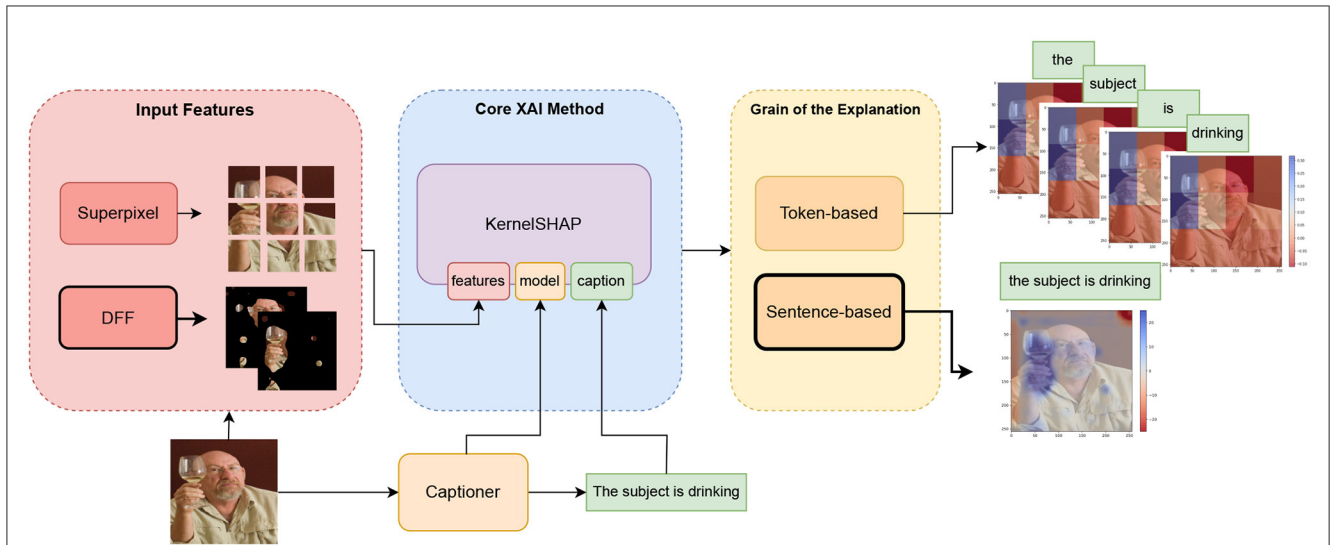 Input Features
Superpixel
DFF
Core XAI Method
KernelSHAP
features
model
caption
Grain of the Explanation
Token-based
Sentence-based
the
subject
is
drinking
the subject is drinking
Captioner
The subject is drinking